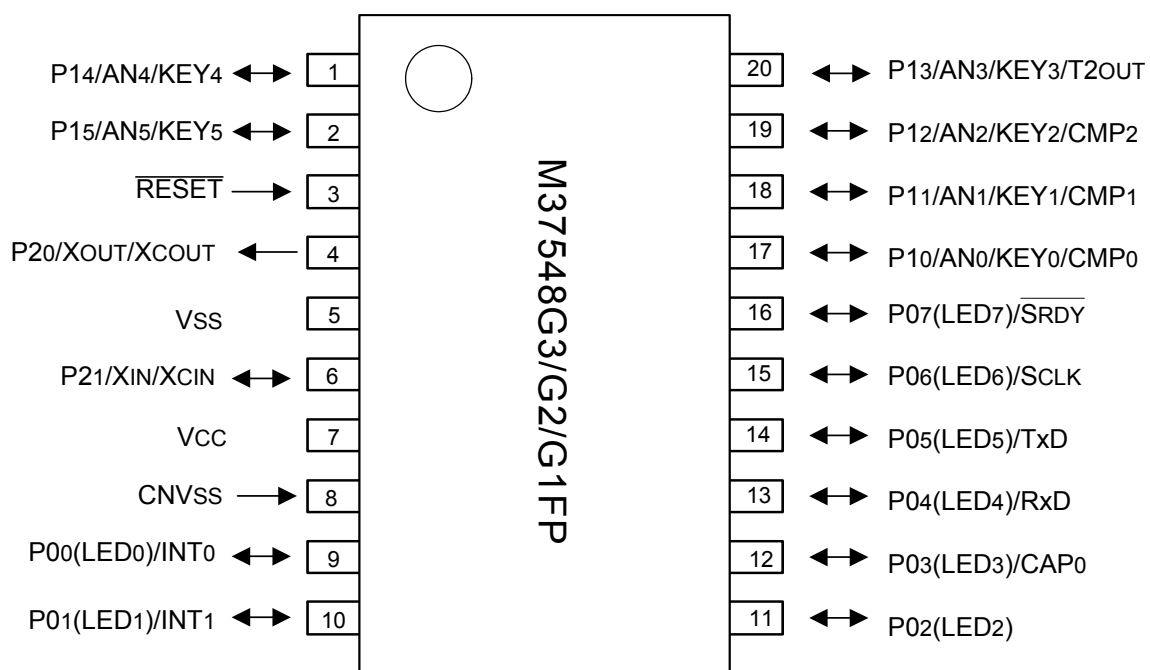 P14/AN4/KEY4 1
P15/AN5/KEY5 2
RESET 3
P20/XOUT/XCOUT 4
VSS 5
P21/XIN/XCIN 6
VCC 7
CNVSS 8
P00(LED0)/INT0 9
P01(LED1)/INT1 10
M37548G3/G2/G1FP
20 P13/AN3/KEY3/T2OUT
19 P12/AN2/KEY2/CMP2
18 P11/AN1/KEY1/CMP1
17 P10/AN0/KEY0/CMP0
16 P07(LED7)/SRDY
15 P06(LED6)/SCLK
14 P05(LED5)/TxD
13 P04(LED4)/RxD
12 P03(LED3)/CAP0
11 P02(LED2)